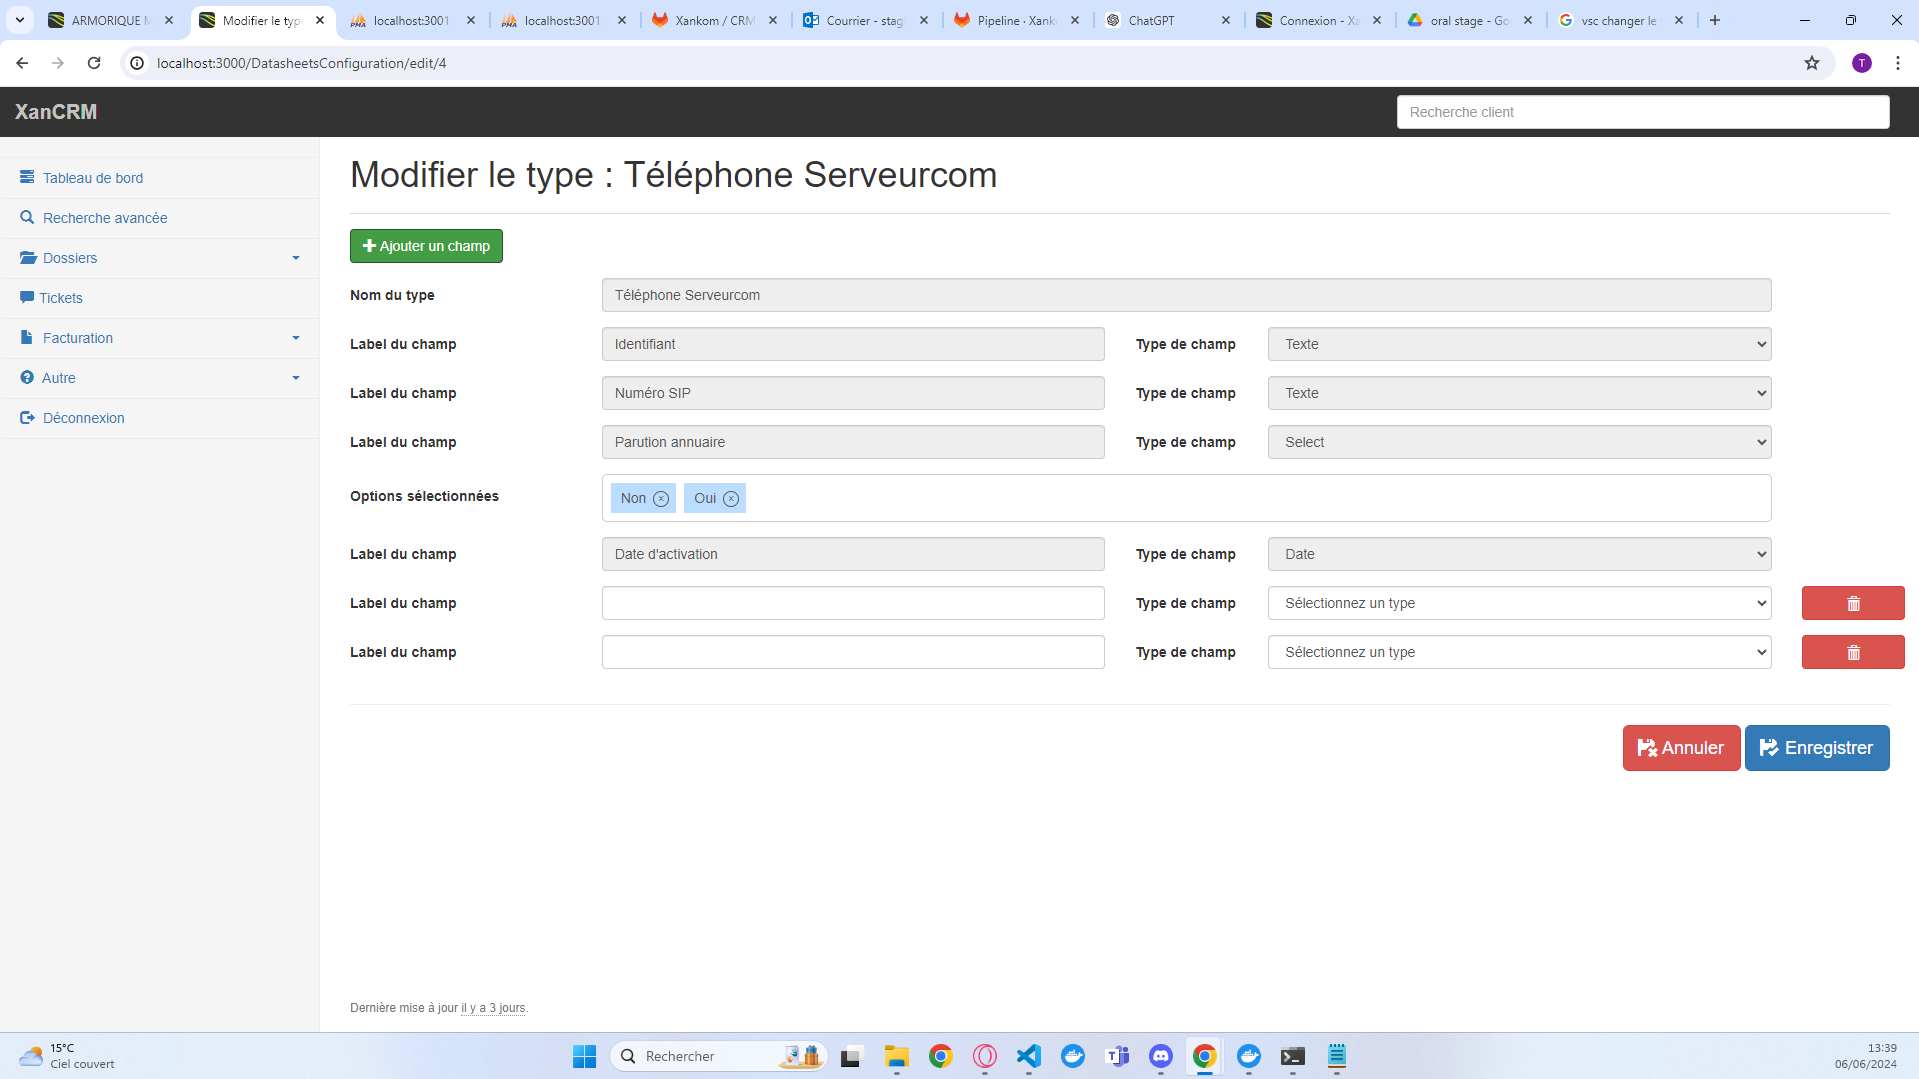 ARMORIQUE M
Modifier le type
localhost:3001
localhost:3001
Xankom / CRM
Courrier - stagi
Pipeline · Xanko
ChatGPT
Connexion - Xa
oral stage - Go
vsc changer le
localhost:3000/DatasheetsConfiguration/edit/4
T
XanCRM
Recherche client
Tableau de bord
Recherche avancée
Dossiers
Tickets
Facturation
Autre
Déconnexion
Modifier le type : Téléphone Serveurcom
Ajouter un champ
Nom du type Téléphone Serveurcom
Label du champ Identifiant Type de champ Texte
Label du champ Numéro SIP Type de champ Texte
Label du champ Parution annuaire Type de champ Select
Options sélectionnées Non Oui
Label du champ Date d'activation Type de champ Date
Label du champ Type de champ Sélectionnez un type
Label du champ Type de champ Sélectionnez un type
Annuler Enregistrer
Dernière mise à jour il y a 3 jours.
15°C
Ciel couvert
Rechercher
13:39
06/06/2024